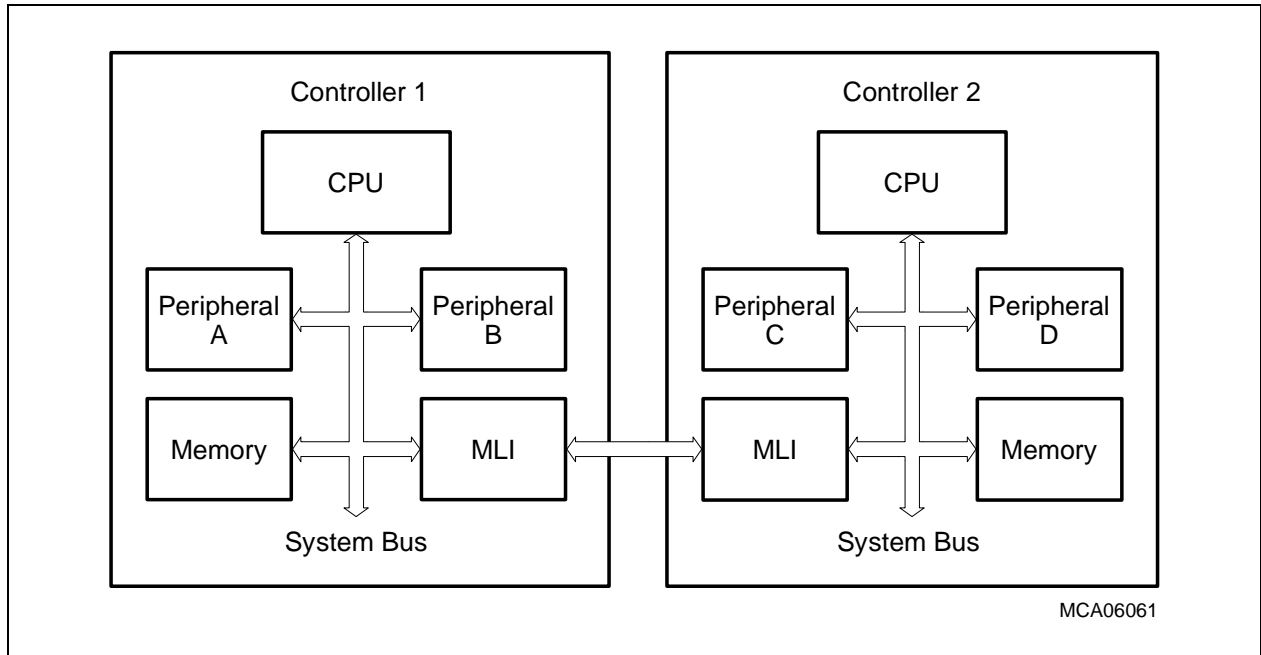 Controller 1
CPU
Peripheral
A
Peripheral
B
Memory
MLI
System Bus
Controller 2
CPU
Peripheral
C
Peripheral
D
MLI
Memory
System Bus
MCA06061